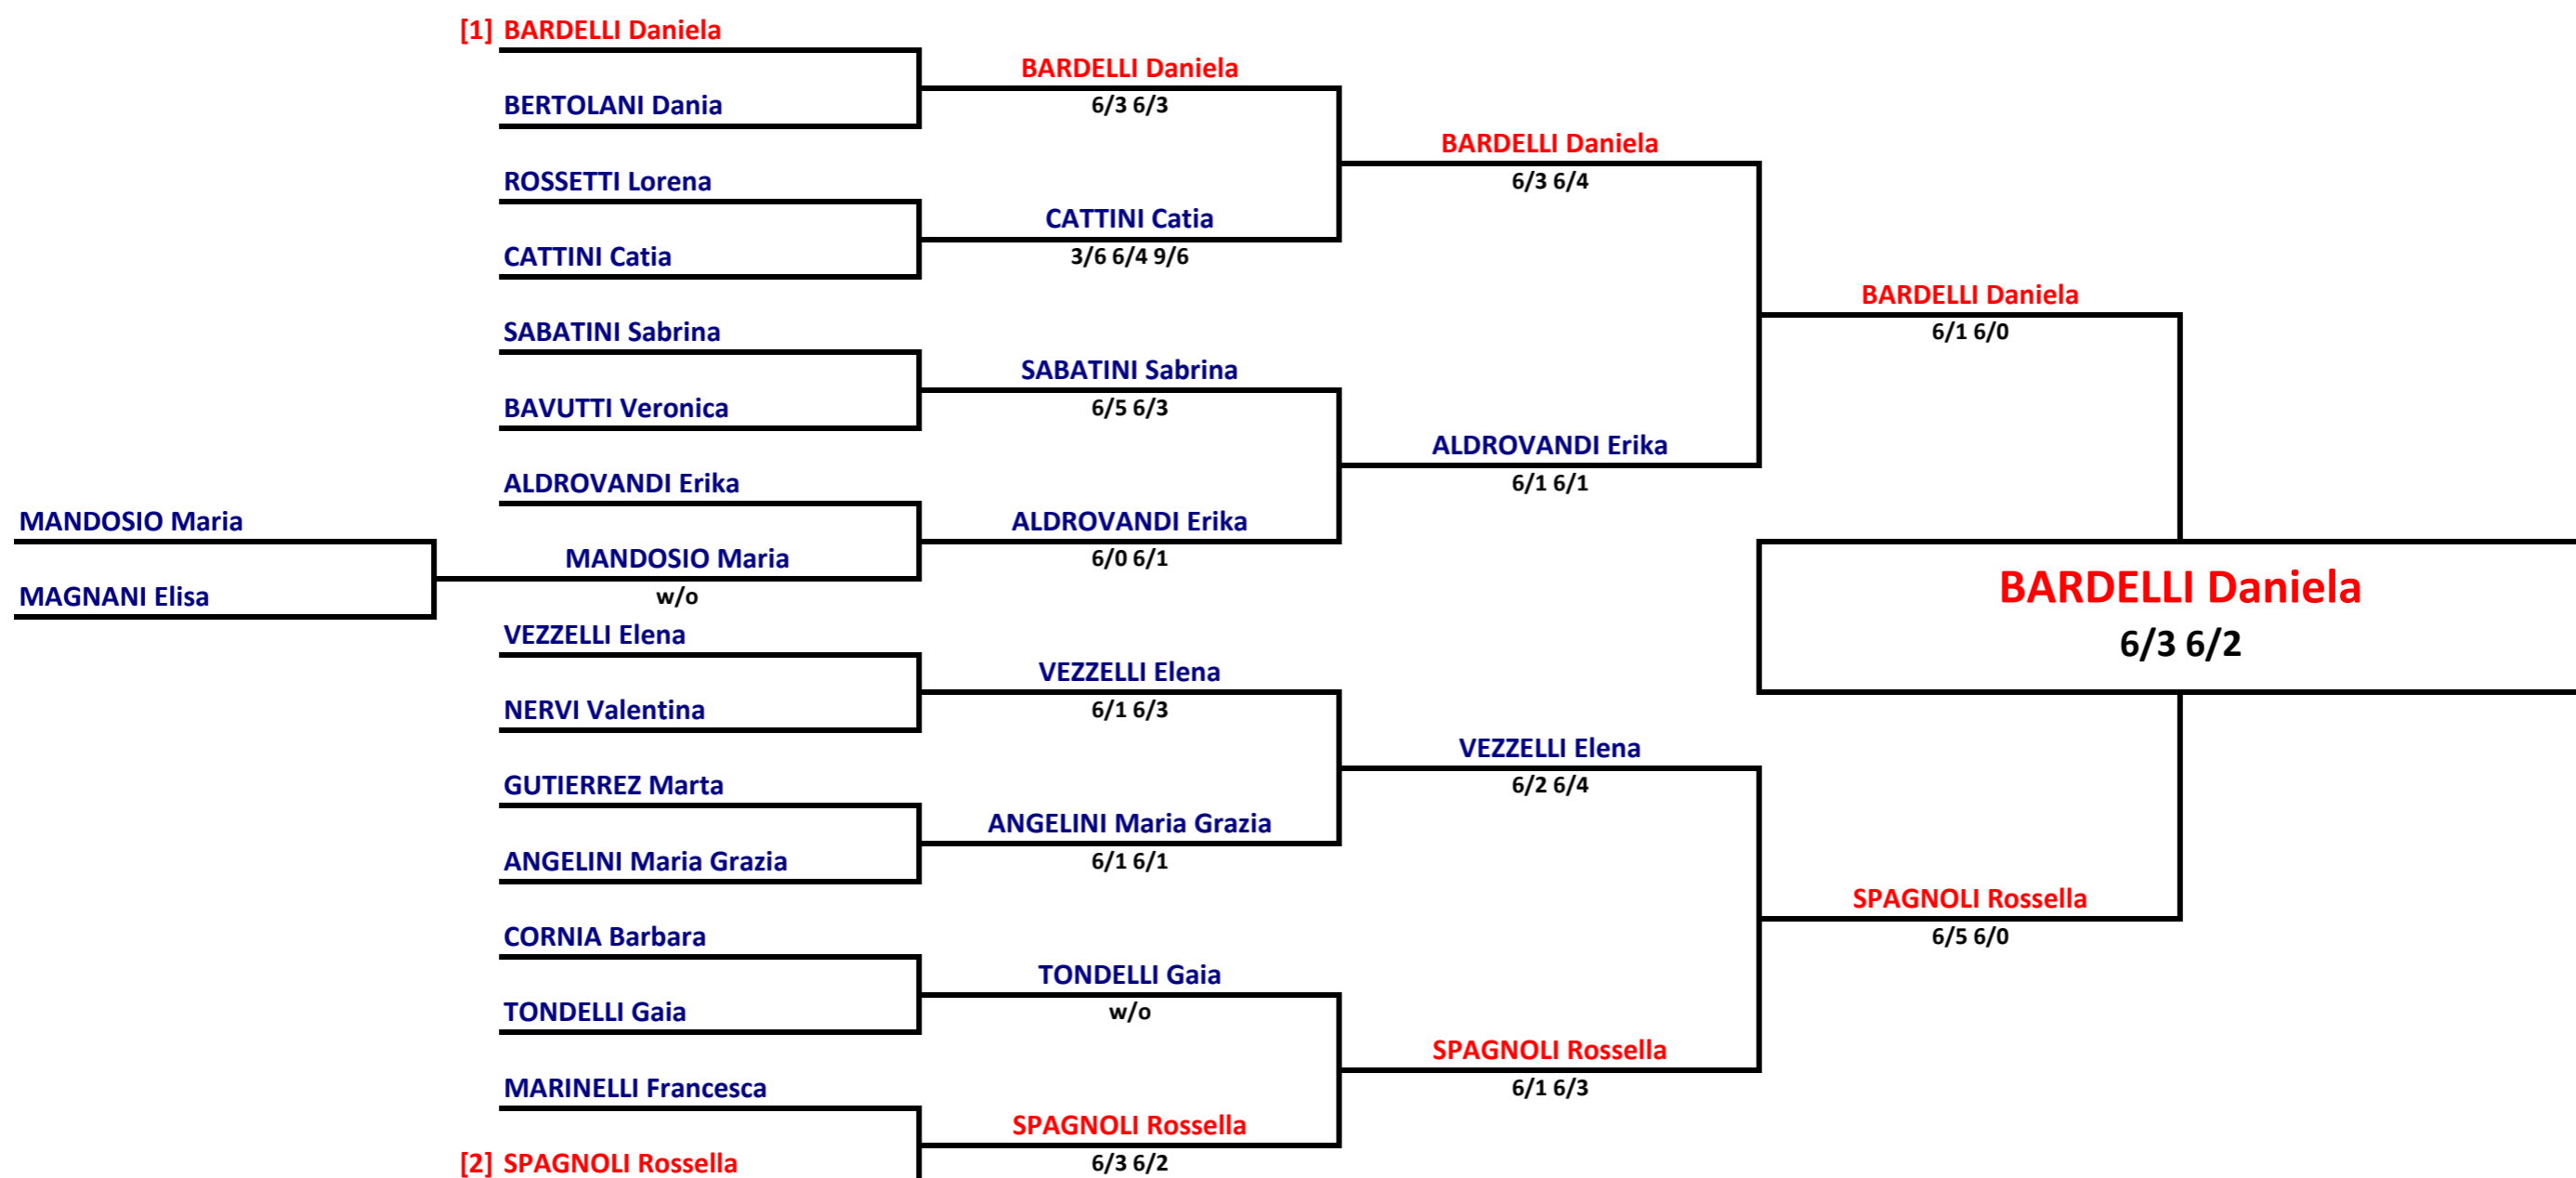 [1] BARDELLI Daniela
BARDELLI Daniela
BERTOLANI Dania
6/3 6/3
BARDELLI Daniela
ROSSETTI Lorena
6/3 6/4
CATTINI Catia
CATTINI Catia
3/6 6/4 9/6
BARDELLI Daniela
SABATINI Sabrina
6/1 6/0
SABATINI Sabrina
BAVUTTI Veronica
6/5 6/3
ALDROVANDI Erika
ALDROVANDI Erika
6/1 6/1
MANDOSIO Maria
ALDROVANDI Erika
MANDOSIO Maria
6/0 6/1
MAGNANI Elisa
w/o
BARDELLI Daniela
6/3 6/2
VEZZELLI Elena
VEZZELLI Elena
NERVI Valentina
6/1 6/3
VEZZELLI Elena
GUTIERREZ Marta
6/2 6/4
ANGELINI Maria Grazia
ANGELINI Maria Grazia
6/1 6/1
SPAGNOLI Rossella
CORNIA Barbara
6/5 6/0
TONDELLI Gaia
TONDELLI Gaia
w/o
SPAGNOLI Rossella
MARINELLI Francesca
6/1 6/3
SPAGNOLI Rossella
[2] SPAGNOLI Rossella
6/3 6/2